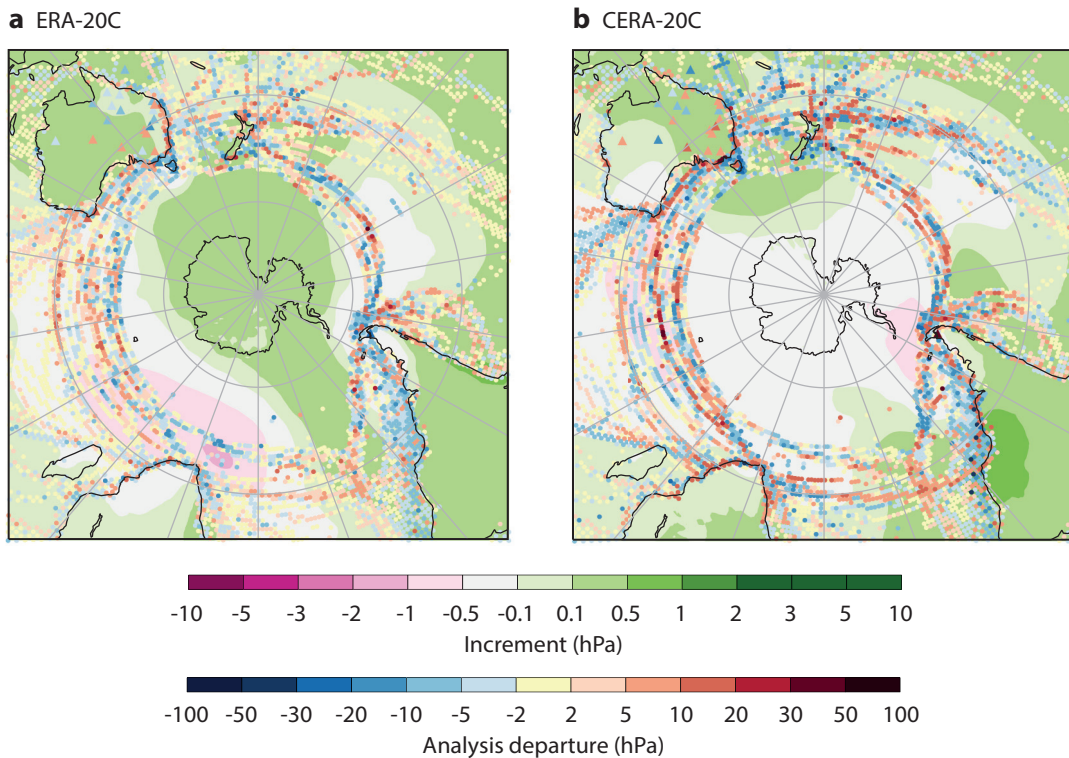 a ERA-20C
b CERA-20C
-10 -5 -3 -2 -1 -0.5 -0.1 0.1 0.5 1 2 3 5 10
Increment (hPa)
-100 -50 -30 -20 -10 -5 -2 2 5 10 20 30 50 100
Analysis departure (hPa)